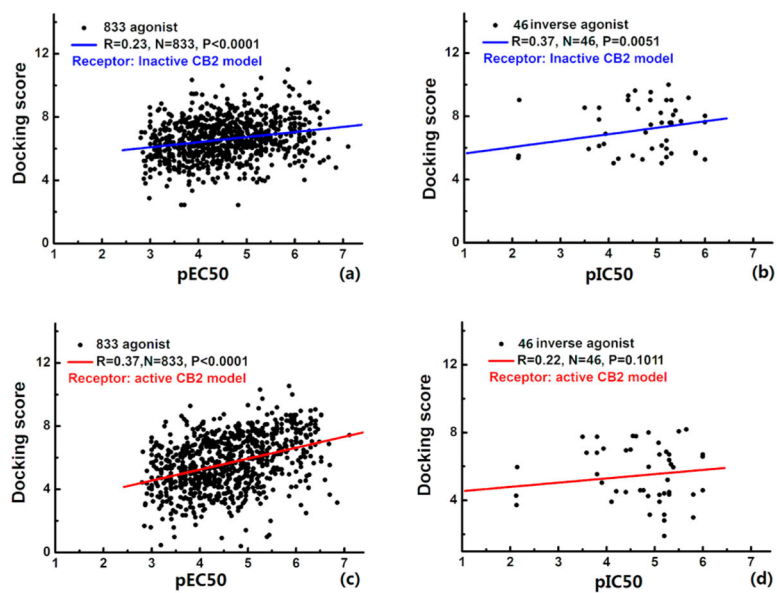 833 agonist
R=0.23, N=833, P<0.0001
Receptor: Inactive CB2 model
12
8
4
0
Docking score
1 2 3 4 5 6 7
pEC50
(a)
46 inverse agonist
R=0.37, N=46, P=0.0051
Receptor: Inactive CB2 model
12
8
4
0
Docking score
1 2 3 4 5 6 7
pIC50
(b)
833 agonist
R=0.37,N=833, P<0.0001
Receptor: active CB2 model
12
8
4
0
Docking score
1 2 3 4 5 6 7
pEC50
(c)
46 inverse agonist
R=0.22, N=46, P=0.1011
Receptor: active CB2 model
12
8
4
Docking score
1 2 3 4 5 6 7
pIC50
(d)